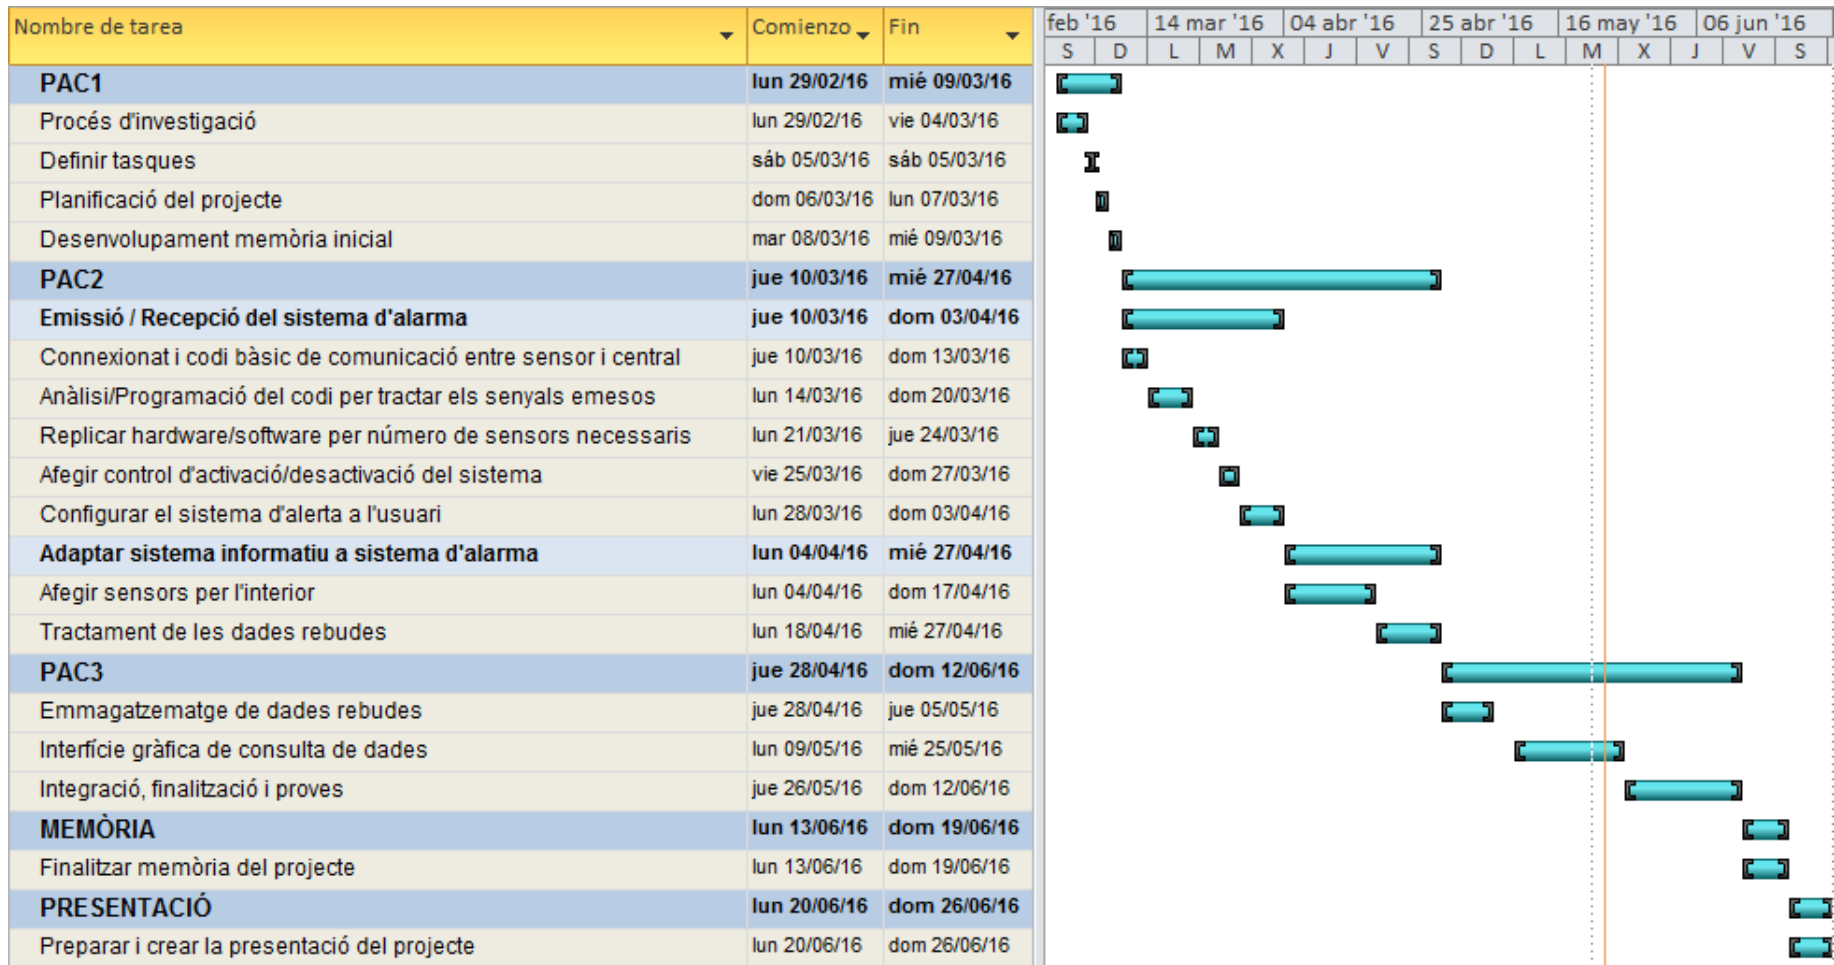 Nombre de tarea Comienzo Fin feb '16 14 mar '16 04 abr '16 25 abr '16 16 may '16 06 jun '16
S D L M X J V S D L M X J V S
PAC1 lun 29/02/16 mié 09/03/16
Procés d'investigació lun 29/02/16 vie 04/03/16
Definir tasques sáb 05/03/16 sáb 05/03/16
Planificació del projecte dom 06/03/16 lun 07/03/16
Desenvolupament memòria inicial mar 08/03/16 mié 09/03/16
PAC2 jue 10/03/16 mié 27/04/16
Emissió / Recepció del sistema d'alarma jue 10/03/16 dom 03/04/16
Connexionat i codi bàsic de comunicació entre sensor i central jue 10/03/16 dom 13/03/16
Anàlisi/Programació del codi per tractar els senyals emesos lun 14/03/16 dom 20/03/16
Replicar hardware/software per número de sensors necessaris lun 21/03/16 jue 24/03/16
Afegir control d'activació/desactivació del sistema vie 25/03/16 dom 27/03/16
Configurar el sistema d'alerta a l'usuari lun 28/03/16 dom 03/04/16
Adaptar sistema informatiu a sistema d'alarma lun 04/04/16 mié 27/04/16
Afegir sensors per l'interior lun 04/04/16 dom 17/04/16
Tractament de les dades rebudes lun 18/04/16 mié 27/04/16
PAC3 jue 28/04/16 dom 12/06/16
Emmagatzematge de dades rebudes jue 28/04/16 jue 05/05/16
Interfície gràfica de consulta de dades lun 09/05/16 mié 25/05/16
Integració, finalització i proves jue 26/05/16 dom 12/06/16
MEMÒRIA lun 13/06/16 dom 19/06/16
Finalitzar memòria del projecte lun 13/06/16 dom 19/06/16
PRESENTACIÓ lun 20/06/16 dom 26/06/16
Preparar i crear la presentació del projecte lun 20/06/16 dom 26/06/16